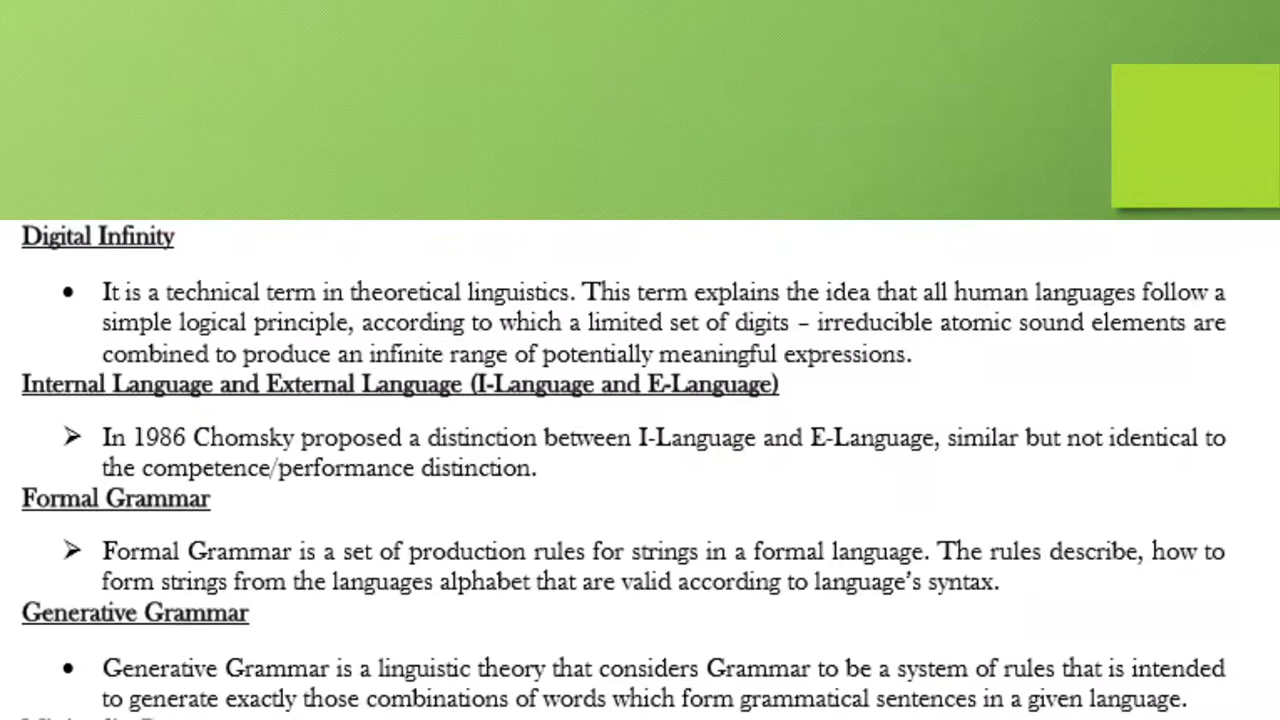 Digital Infinity
• It is a technical term in theoretical linguistics. This term explains the idea that all human languages follow a
simple logical principle, according to which a limited set of digits – irreducible atomic sound elements are
combined to produce an infinite range of potentially meaningful expressions.
Internal Language and External Language (I-Language and E-Language)
➢ In 1986 Chomsky proposed a distinction between I-Language and E-Language, similar but not identical to
the competence/performance distinction.
Formal Grammar
➢ Formal Grammar is a set of production rules for strings in a formal language. The rules describe, how to
form strings from the languages alphabet that are valid according to language’s syntax.
Generative Grammar
• Generative Grammar is a linguistic theory that considers Grammar to be a system of rules that is intended
to generate exactly those combinations of words which form grammatical sentences in a given language.